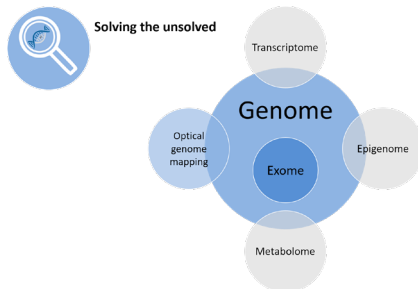 Solving the unsolved
Transcriptome
Genome
Optical
genome
mapping
Exome
Epigenome
Metabolome